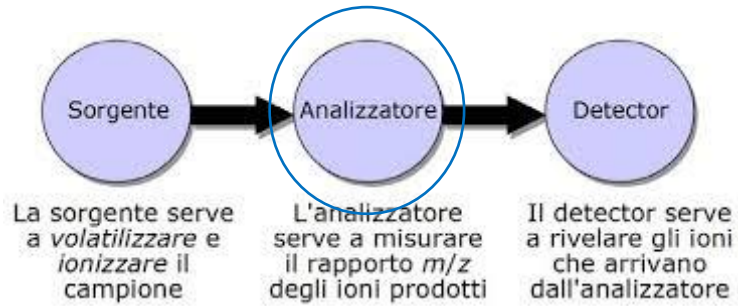 Sorgente
Analizzatore
Detector
La sorgente serve
a volatilizzare e
ionizzare il
campione
L'analizzatore
serve a misurare
il rapporto m/z
degli ioni prodotti
Il detector serve
a rivelare gli ioni
che arrivano
dall'analizzatore